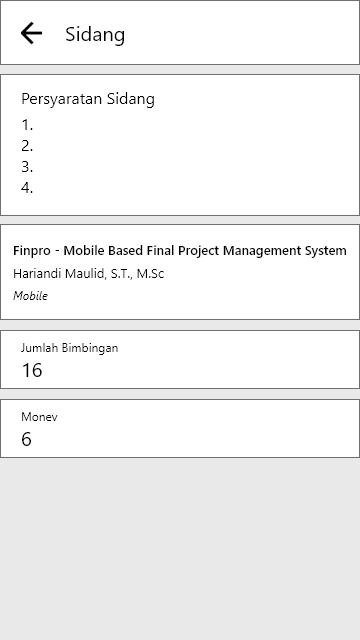 Sidang
Persyaratan Sidang
1.
2.
3.
4.
Finpro - Mobile Based Final Project Management System
Hariandi Maulid, S.T., M.Sc
Mobile
Jumlah Bimbingan
16
Monev
6